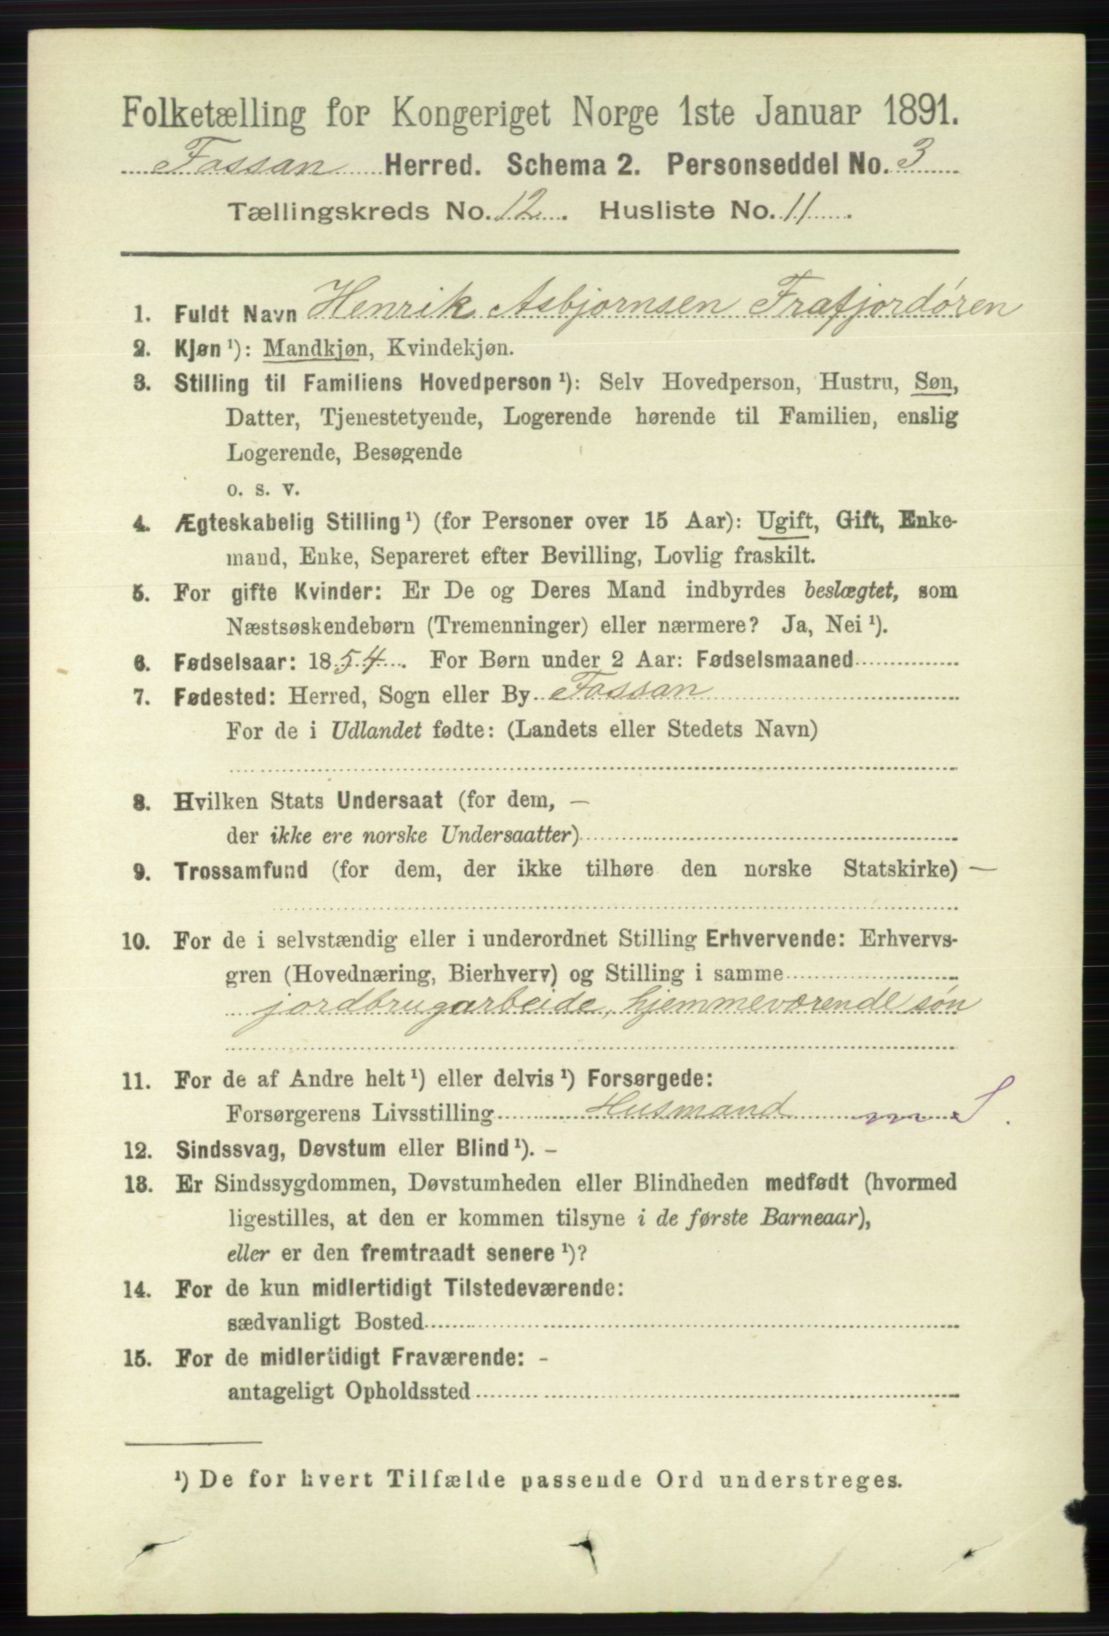 Folketælling for Kongeriget Norge 1ste Januar 1891.
Fossan Herred. Schema 2. Personseddel No. 3
Tællingskreds No. 12. Husliste No. 11.
1. Fuldt Navn Henrik Asbjørnsen Frafjordøren
2. Kjøn ¹): Mandkjøn, Kvindekjøn.
3. Stilling til Familiens Hovedperson ¹): Selv Hovedperson, Hustru, Søn,
Datter, Tjenestetyende, Logerende hørende til Familien, enslig
Logerende, Besøgende
o. s. v.
4. Ægteskabelig Stilling ¹) (for Personer over 15 Aar): Ugift, Gift, Enke-
mand, Enke, Separeret efter Bevilling, Lovlig fraskilt.
5. For gifte Kvinder: Er De og Deres Mand indbyrdes beslægtet, som
Næstsøskendebørn (Tremenninger) eller nærmere? Ja, Nei ¹).
6. Fødselsaar: 1854. For Børn under 2 Aar: Fødselsmaaned
7. Fødested: Herred, Sogn eller By Fossan
For de i Udlandet fødte: (Landets eller Stedets Navn)
8. Hvilken Stats Undersaat (for dem, —
der ikke ere norske Undersaatter)
9. Trossamfund (for dem, der ikke tilhøre den norske Statskirke) —
10. For de i selvstændig eller i underordnet Stilling Erhvervende: Erhvervs-
gren (Hovednæring, Bierhverv) og Stilling i samme
jordbrugarbeide, hjemmeværende søn
11. For de af Andre helt ¹) eller delvis ¹) Forsørgede:
Forsørgerens Livsstilling Husmand m S.
12. Sindssvag, Døvstum eller Blind ¹). -
13. Er Sindssygdommen, Døvstumheden eller Blindheden medfødt (hvormed
ligestilles, at den er kommen tilsyne i de første Barneaar),
eller er den fremtraadt senere ¹)?
14. For de kun midlertidigt Tilstedeværende:
sædvanligt Bosted
15. For de midlertidigt Fraværende: -
antageligt Opholdssted
¹) De for hvert Tilfælde passende Ord understreges.